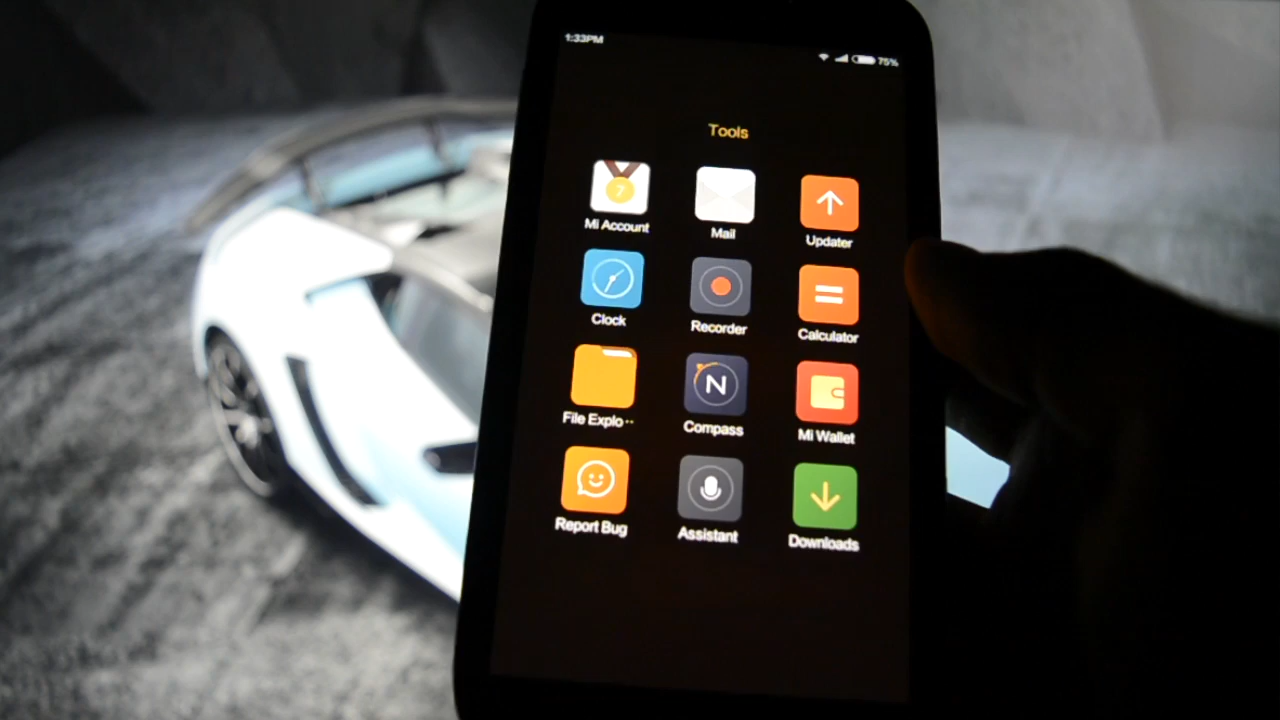 1:33PM
75%
Tools
7
Mi Account
Mail
Updater
Clock
Recorder
Calculator
N
File Explo··
Compass
Mi Wallet
Report Bug
Assistant
Downloads